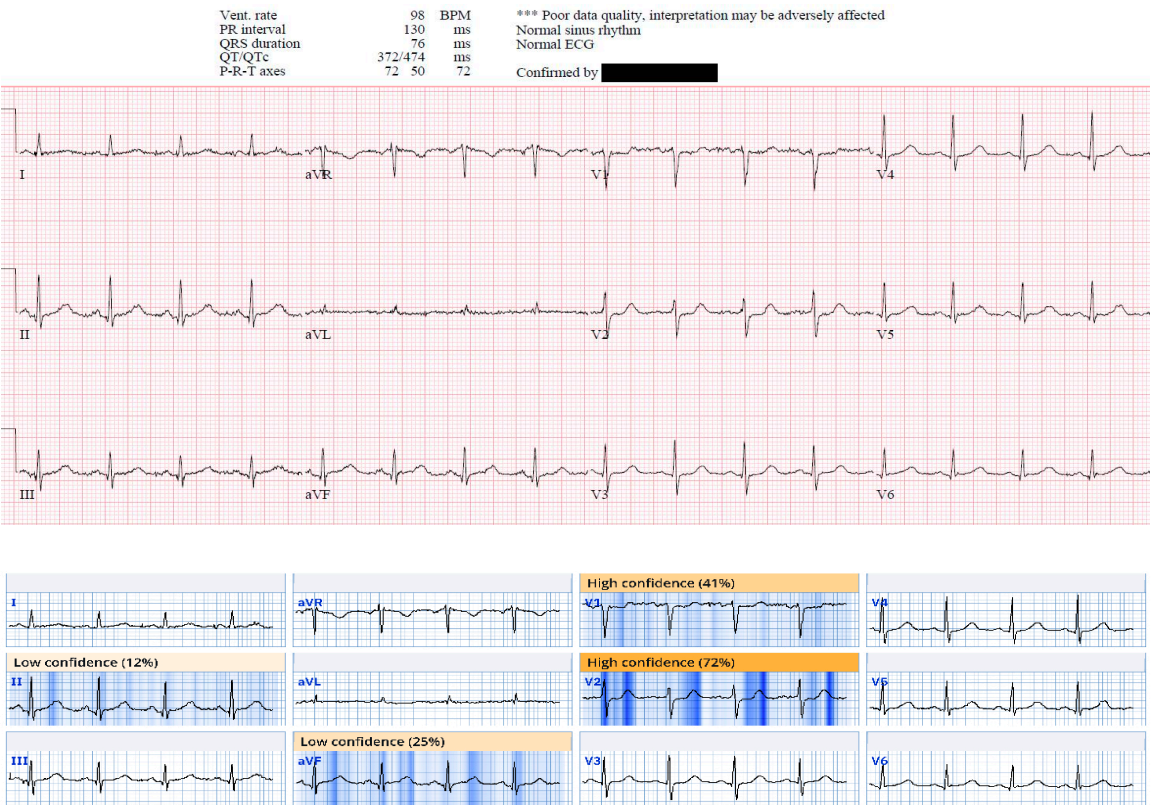 Vent. rate 98 BPM *** Poor data quality, interpretation may be adversely affected
PR interval 130 ms Normal sinus rhythm
QRS duration 76 ms Normal ECG
QT/QTc 372/474 ms
P-R-T axes 72 50 72 Confirmed by
I aVR V1 V4
II aVL V2 V5
III aVF V3 V6
High confidence (41%)
I aVR V1 V4
Low confidence (12%) High confidence (72%)
II aVL V2 V5
Low confidence (25%)
III aVF V3 V6